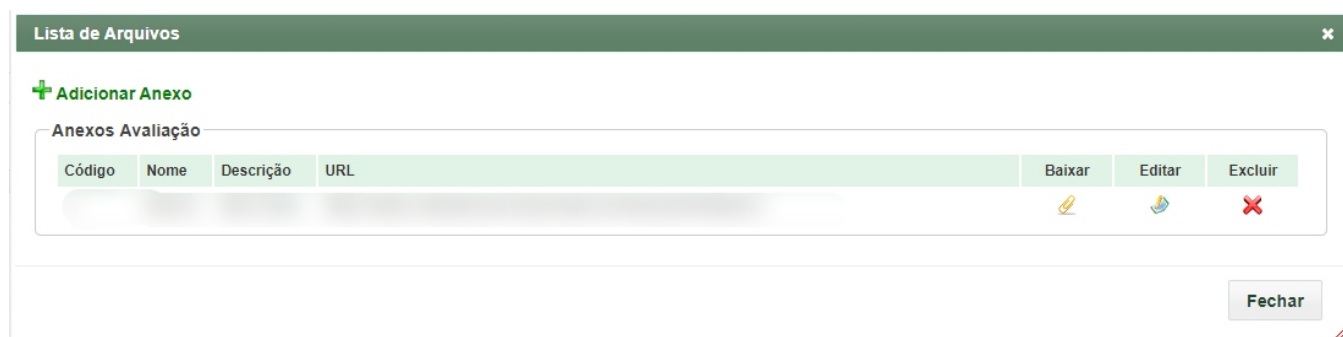 Lista de Arquivos
Adicionar Anexo
Anexos Avaliação
Código Nome Descrição URL Baixar Editar Excluir
Fechar